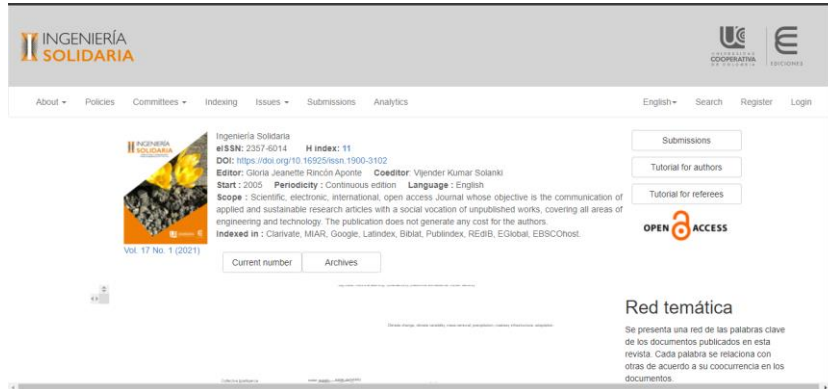 INGENIERÍA
SOLIDARIA
UNIVERSIDAD
COOPERATIVA
DE COLOMBIA
EDICIONES
About Policies Committees Indexing Issues Submissions Analytics English Search Register Login
INGENIERÍA
SOLIDARIA
Ingeniería Solidaria
eISSN: 2357-6014 H index: 11
DOI: https://doi.org/10.16925/issn.1900-3102
Editor: Gloria Jeanette Rincón Aponte Coeditor: Vijender Kumar Solanki
Start : 2005 Periodicity : Continuous edition Language : English
Scope : Scientific, electronic, international, open access Journal whose objective is the communication of
applied and sustainable research articles with a social vocation of unpublished works, covering all areas of
engineering and technology. The publication does not generate any cost for the authors.
Indexed in : Clarivate, MIAR, Google, Latindex, Biblat, Publindex, REdIB, EGlobal, EBSCOhost.
Vol. 17 No. 1 (2021)
Current number Archives
Submissions
Tutorial for authors
Tutorial for referees
OPEN ACCESS
Red temática
Se presenta una red de las palabras clave
de los documentos publicados en esta
revista. Cada palabra se relaciona con
otras de acuerdo a su coocurrencia en los
documentos.